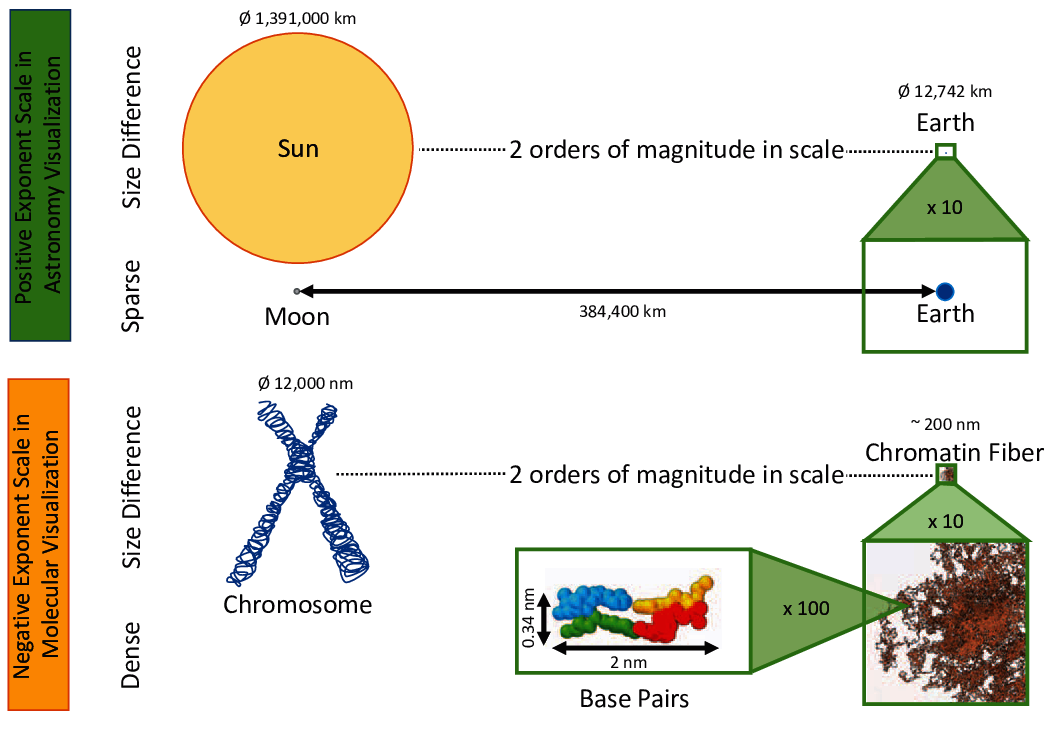 Positive Exponent Scale in
Astronomy Visualization
Size Difference
Sparse
Ø 1,391,000 km
Sun
2 orders of magnitude in scale
Ø 12,742 km
Earth
x 10
Moon
384,400 km
Earth
Negative Exponent Scale in
Molecular Visualization
Size Difference
Dense
Ø 12,000 nm
Chromosome
2 orders of magnitude in scale
~ 200 nm
Chromatin Fiber
x 10
0.34 nm
2 nm
x 100
Base Pairs